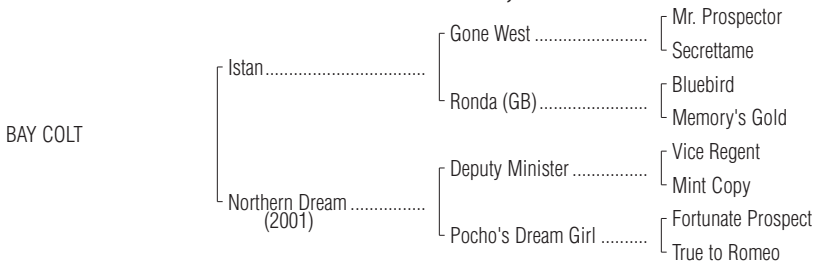 Mr. Prospector
Gone West ........................
Secrettame
Istan.................................
Bluebird
Ronda (GB).......................
Memory's Gold
BAY COLT
Vice Regent
Deputy Minister ................
Mint Copy
Northern Dream ................
(2001)
Fortunate Prospect
Pocho's Dream Girl ..........
True to Romeo